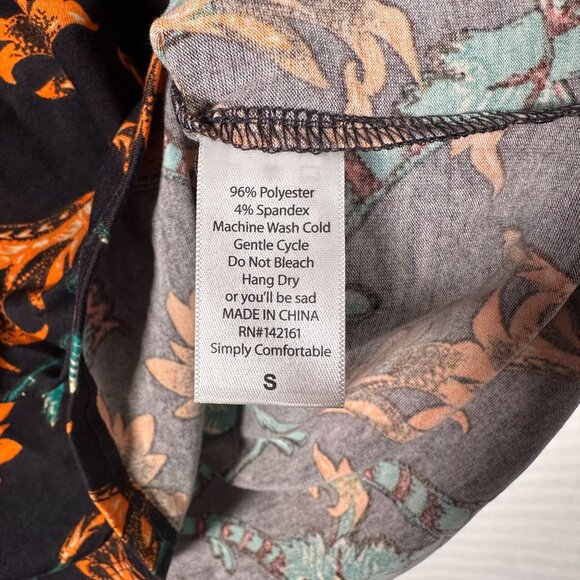 96% Polyester
4% Spandex
Machine Wash Cold
Gentle Cycle
Do Not Bleach
Hang Dry
or you'll be sad
MADE IN CHINA
RN#142161
Simply Comfortable
S